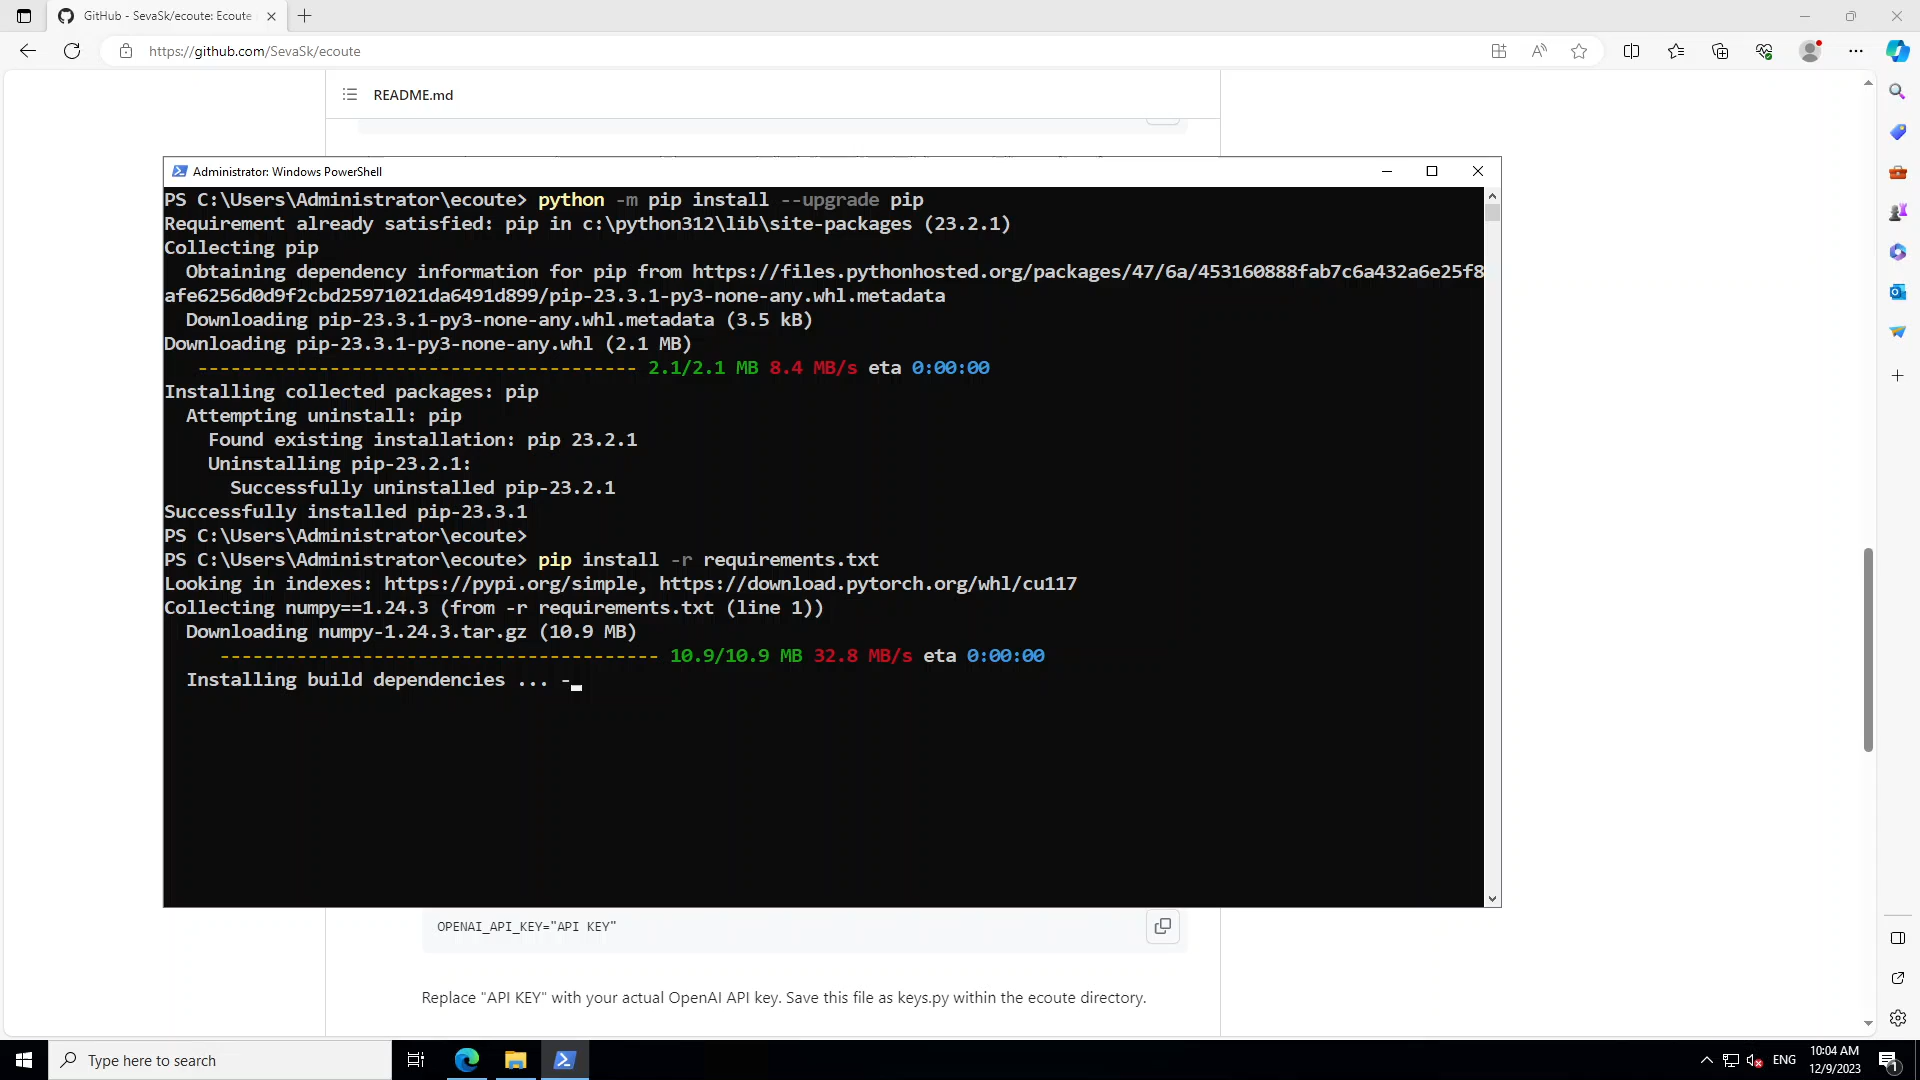 GitHub - SevaSk/ecoute: Ecoute
https://github.com/SevaSk/ecoute
README.md
Administrator: Windows PowerShell
PS C:\Users\Administrator\ecoute> python -m pip install --upgrade pip
Requirement already satisfied: pip in c:\python312\lib\site-packages (23.2.1)
Collecting pip
Obtaining dependency information for pip from https://files.pythonhosted.org/packages/47/6a/453160888fab7c6a432a6e25f8
afe6256d0d9f2cbd25971021da6491d899/pip-23.3.1-py3-none-any.whl.metadata
Downloading pip-23.3.1-py3-none-any.whl.metadata (3.5 kB)
Downloading pip-23.3.1-py3-none-any.whl (2.1 MB)
---------------------------------------- 2.1/2.1 MB 8.4 MB/s eta 0:00:00
Installing collected packages: pip
Attempting uninstall: pip
Found existing installation: pip 23.2.1
Uninstalling pip-23.2.1:
Successfully uninstalled pip-23.2.1
Successfully installed pip-23.3.1
PS C:\Users\Administrator\ecoute>
PS C:\Users\Administrator\ecoute> pip install -r requirements.txt
Looking in indexes: https://pypi.org/simple, https://download.pytorch.org/whl/cu117
Collecting numpy==1.24.3 (from -r requirements.txt (line 1))
Downloading numpy-1.24.3.tar.gz (10.9 MB)
---------------------------------------- 10.9/10.9 MB 32.8 MB/s eta 0:00:00
Installing build dependencies ... -
OPENAI_API_KEY="API KEY"
Replace "API KEY" with your actual OpenAI API key. Save this file as keys.py within the ecoute directory.
Type here to search
ENG
10:04 AM
12/9/2023
1